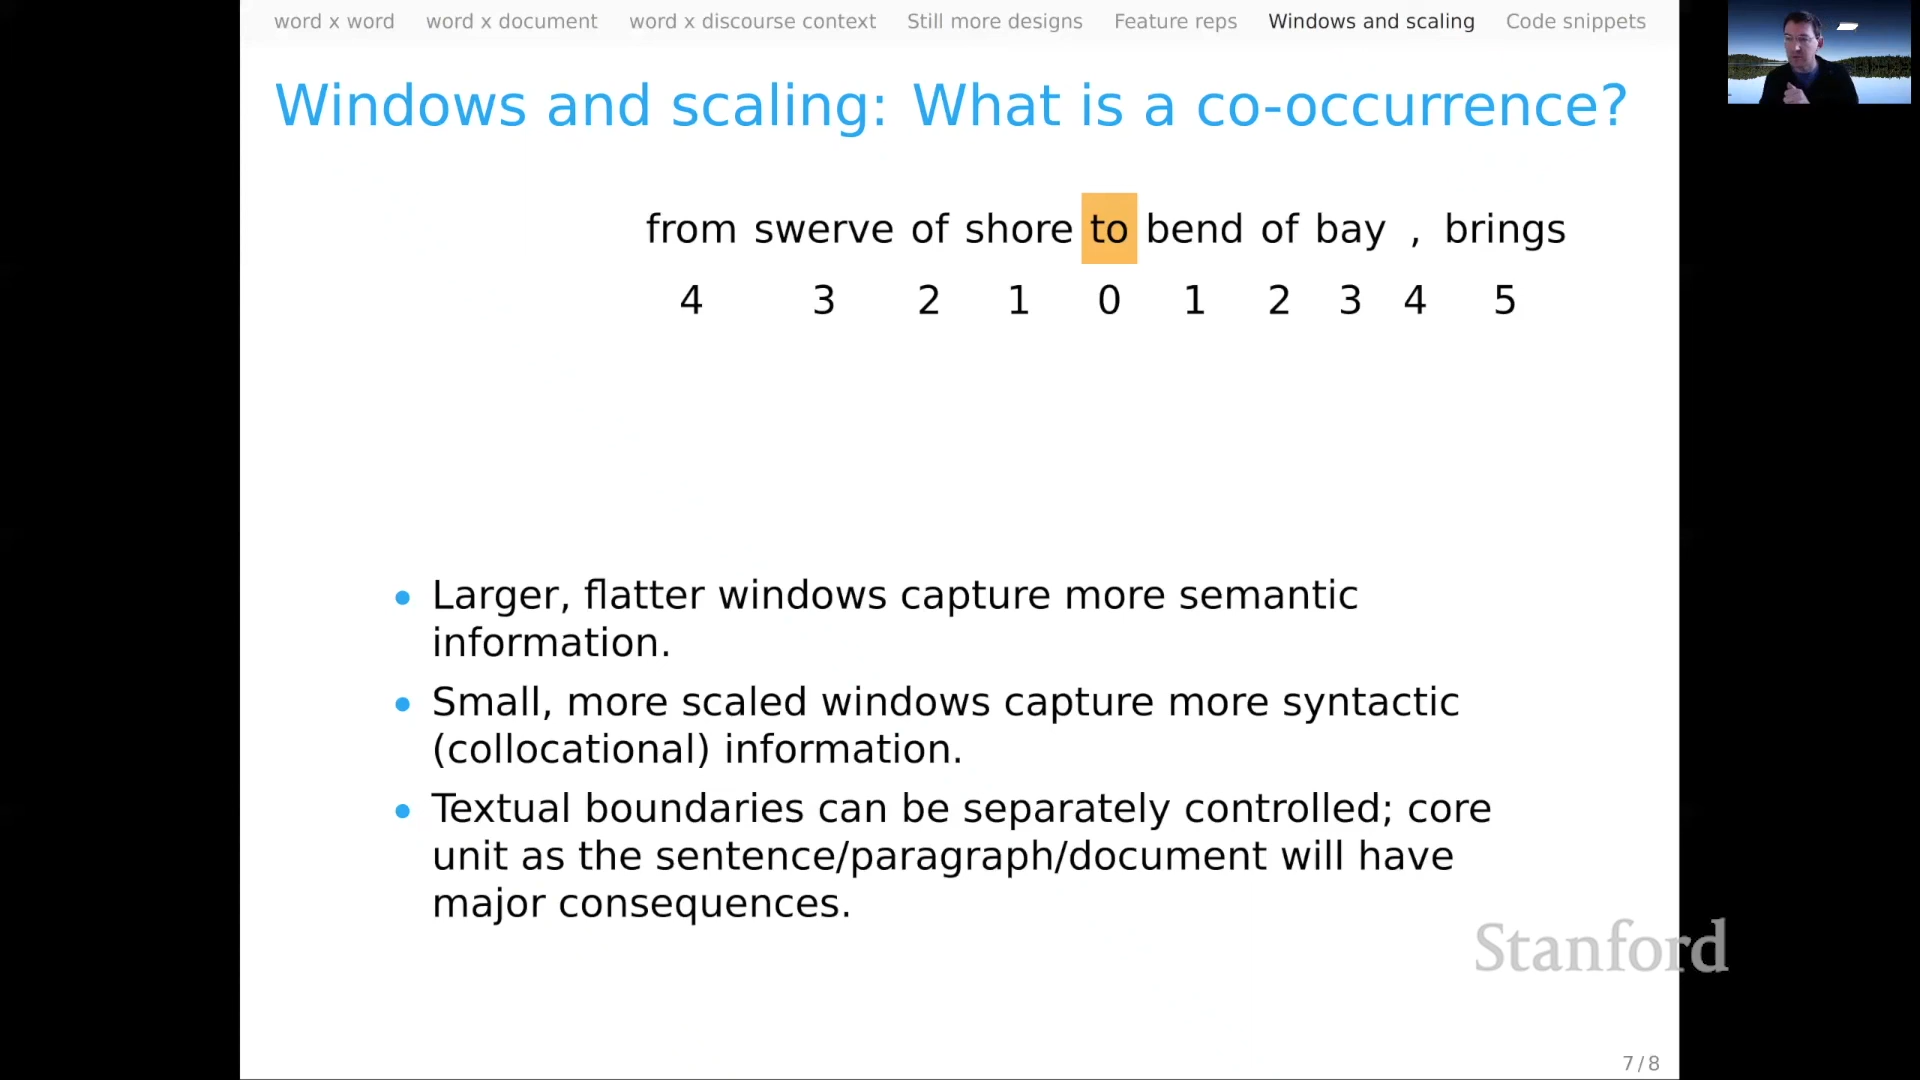 word x word word x document word x discourse context Still more designs Feature reps Windows and scaling Code snippets
Windows and scaling: What is a co-occurrence?
from swerve of shore to bend of bay , brings
4 3 2 1 0 1 2 3 4 5
• Larger, flatter windows capture more semantic
information.
• Small, more scaled windows capture more syntactic
(collocational) information.
• Textual boundaries can be separately controlled; core
unit as the sentence/paragraph/document will have
major consequences.
Stanford
7 / 8